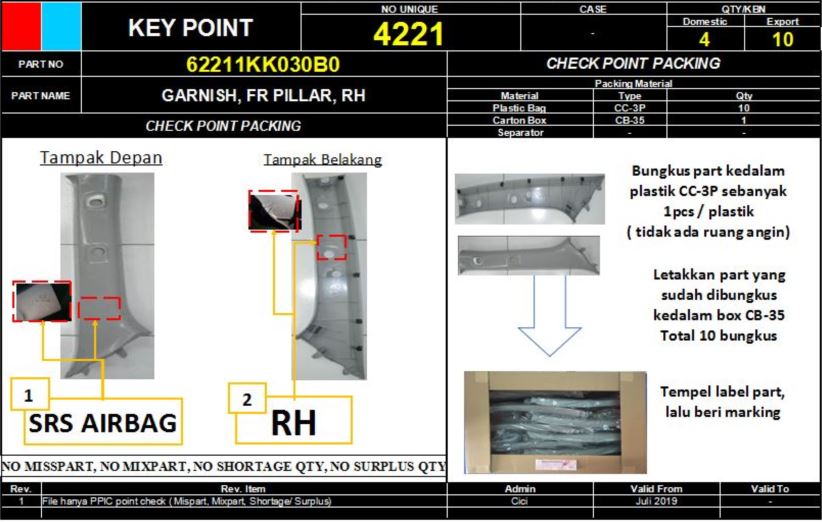 KEY POINT
NO UNIQUE
CASE
QTY/KBN
4221
-
Domestic
Export
4
10
PART NO
62211KK030B0
CHECK POINT PACKING
PART NAME
GARNISH, FR PILLAR, RH
Packing Material
Material
Type
Qty
Plastic Bag
CC-3P
10
Carton Box
CB-35
1
Separator
-
-
CHECK POINT PACKING
Tampak Depan
Tampak Belakang
1
SRS AIRBAG
2
RH
Bungkus part kedalam
plastik CC-3P sebanyak
1pcs / plastik
( tidak ada ruang angin)
Letakkan part yang
sudah dibungkus
kedalam box CB-35
Total 10 bungkus
Tempel label part,
lalu beri marking
NO MISSPART, NO MIXPART, NO SHORTAGE QTY, NO SURPLUS QTY
Rev.
Rev. Item
Admin
Valid From
Valid To
1
File hanya PPIC point check ( Mispart, Mixpart, Shortage/ Surplus)
Cici
Juli 2019
-